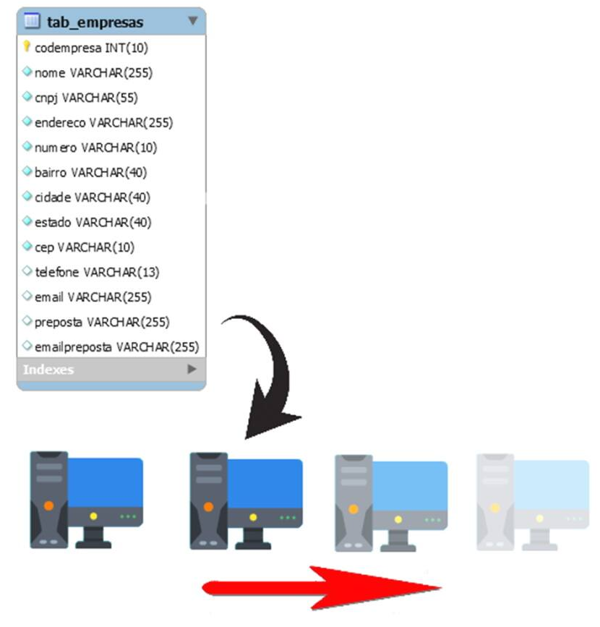 tab_empresas
codempresa INT(10)
nome VARCHAR(255)
cnpj VARCHAR(55)
endereco VARCHAR(255)
numero VARCHAR(10)
bairro VARCHAR(40)
cidade VARCHAR(40)
estado VARCHAR(40)
cep VARCHAR(10)
telefone VARCHAR(13)
email VARCHAR(255)
preposta VARCHAR(255)
emailpreposta VARCHAR(255)
Indexes